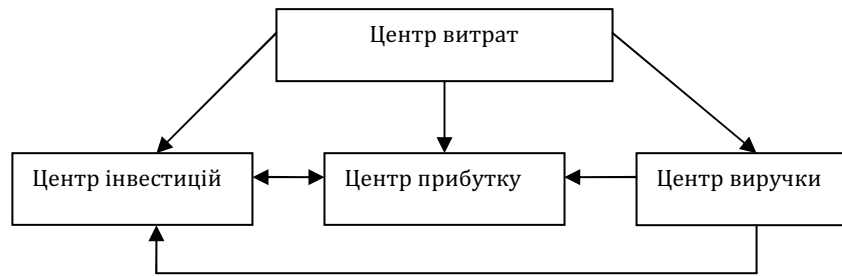 Центр витрат
Центр інвестицій
Центр прибутку
Центр виручки